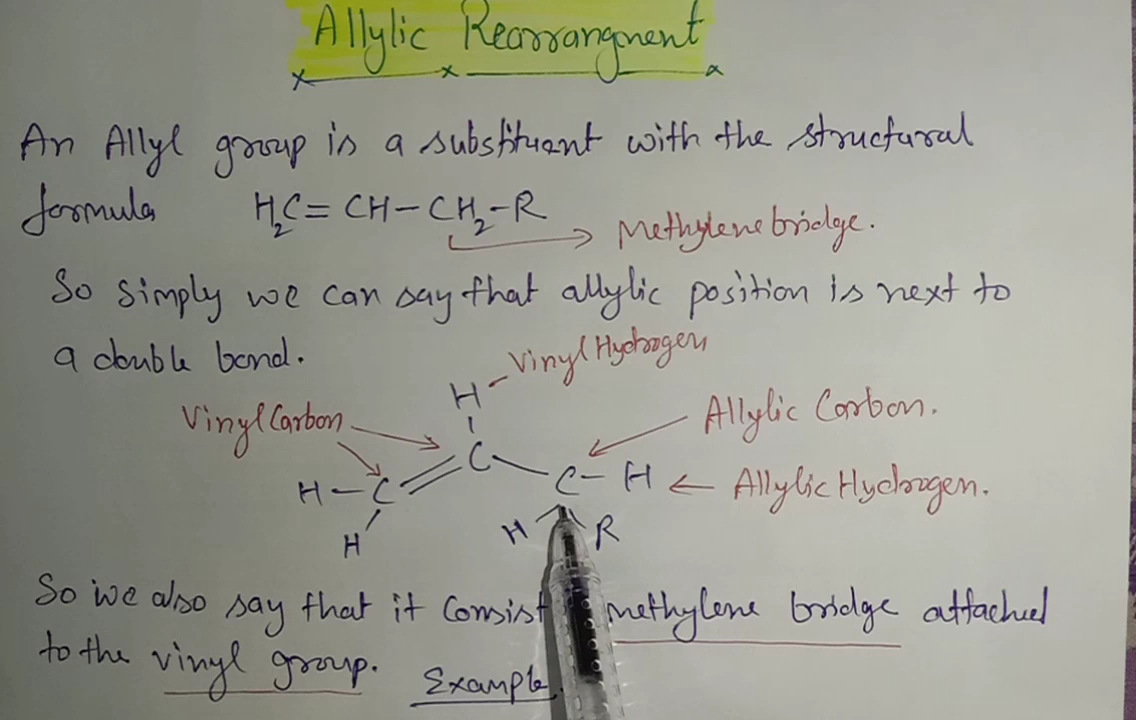 Allylic Rearrangment
An Allyl group is a substituent with the structural
formula H₂C=CH-CH₂-R
Methylene bridge.
So simply we can say that allylic position is next to
a double bond.
Vinyl Hydrogen
H
Vinyl Carbon
Allylic Carbon.
C
H-C
C-H
Allylic Hydrogen.
H
H
R
So we also say that it Consist methylene bridge attached
to the vinyl group. Example